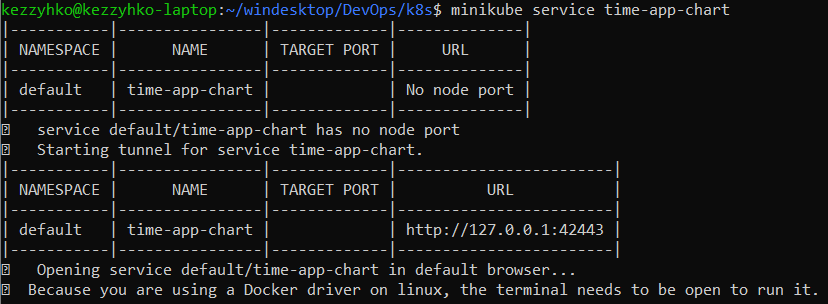 kezzyhko@kezzyhko-laptop:~/windesktop/DevOps/k8s$ minikube service time-app-chart
|-----------|----------------|-------------|--------------|
| NAMESPACE |      NAME      | TARGET PORT |     URL      |
|-----------|----------------|-------------|--------------|
| default   | time-app-chart |             | No node port |
|-----------|----------------|-------------|--------------|
service default/time-app-chart has no node port
Starting tunnel for service time-app-chart.
|-----------|----------------|-------------|------------------------|
| NAMESPACE |      NAME      | TARGET PORT |          URL           |
|-----------|----------------|-------------|------------------------|
| default   | time-app-chart |             | http://127.0.0.1:42443 |
|-----------|----------------|-------------|------------------------|
Opening service default/time-app-chart in default browser...
Because you are using a Docker driver on linux, the terminal needs to be open to run it.